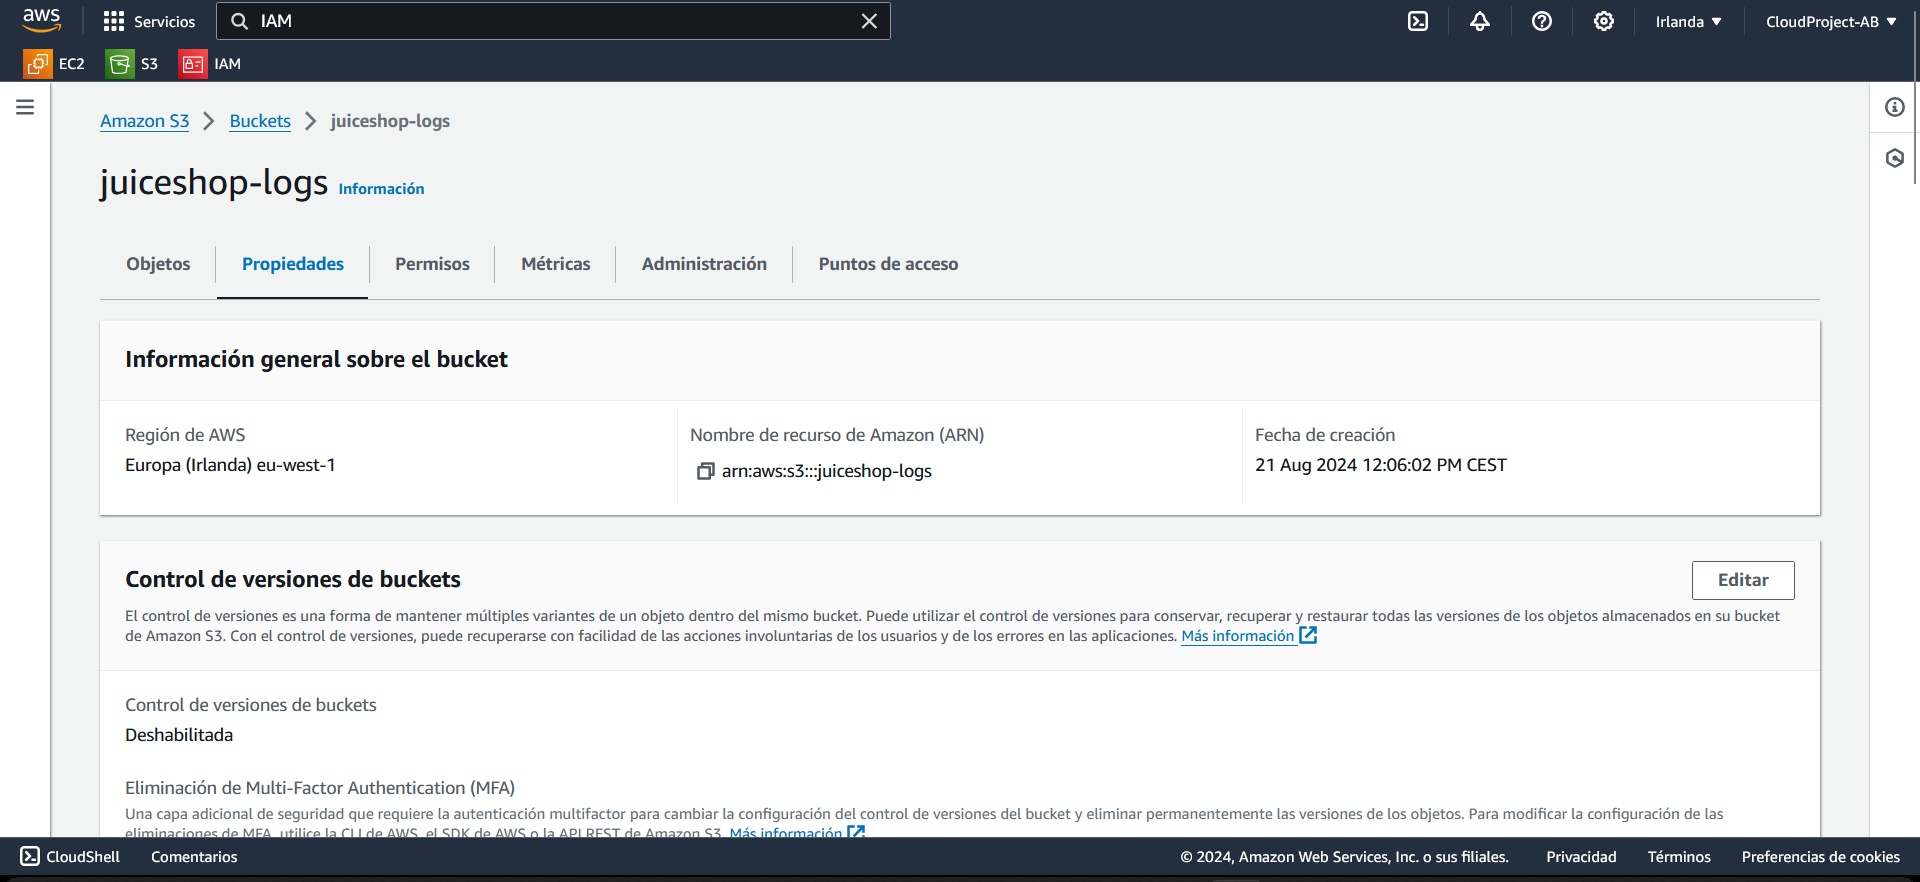 aws
Servicios
IAM
Irlanda
CloudProject-AB
EC2
S3
IAM
Amazon S3
Buckets
juiceshop-logs
juiceshop-logs
Información
Objetos
Propiedades
Permisos
Métricas
Administración
Puntos de acceso
Información general sobre el bucket
Región de AWS
Europa (Irlanda) eu-west-1
Nombre de recurso de Amazon (ARN)
arn:aws:s3:::juiceshop-logs
Fecha de creación
21 Aug 2024 12:06:02 PM CEST
Control de versiones de buckets
Editar
El control de versiones es una forma de mantener múltiples variantes de un objeto dentro del mismo bucket. Puede utilizar el control de versiones para conservar, recuperar y restaurar todas las versiones de los objetos almacenados en su bucket
de Amazon S3. Con el control de versiones, puede recuperarse con facilidad de las acciones involuntarias de los usuarios y de los errores en las aplicaciones. Más información
Control de versiones de buckets
Deshabilitada
Eliminación de Multi-Factor Authentication (MFA)
Una capa adicional de seguridad que requiere la autenticación multifactor para cambiar la configuración del control de versiones del bucket y eliminar permanentemente las versiones de los objetos. Para modificar la configuración de las
eliminaciones de MFA, utilice la CLI de AWS, el SDK de AWS o la API REST de Amazon S3. Más información
CloudShell
Comentarios
© 2024, Amazon Web Services, Inc. o sus filiales.
Privacidad
Términos
Preferencias de cookies